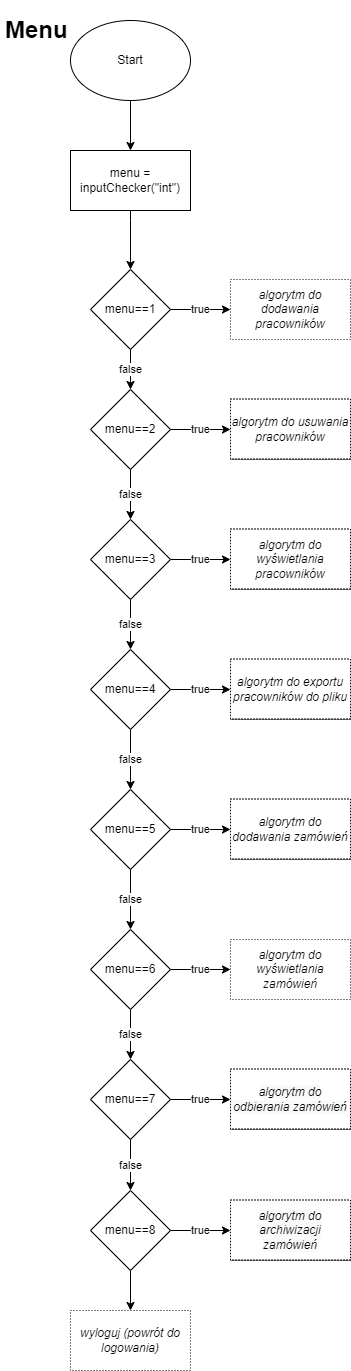 Menu
Start
menu =
inputChecker("int")
menu==1
true
algorytm do
dodawania
pracowników
false
menu==2
true
algorytm do usuwania
pracowników
false
menu==3
true
algorytm do
wyświetlania
pracowników
false
menu==4
true
algorytm do exportu
pracowników do pliku
false
menu==5
true
algorytm do
dodawania zamówień
false
menu==6
true
algorytm do
wyświetlania
zamówień
false
menu==7
true
algorytm do
odbierania zamówień
false
menu==8
true
algorytm do
archiwizacji
zamówień
wyloguj (powrót do
logowania)